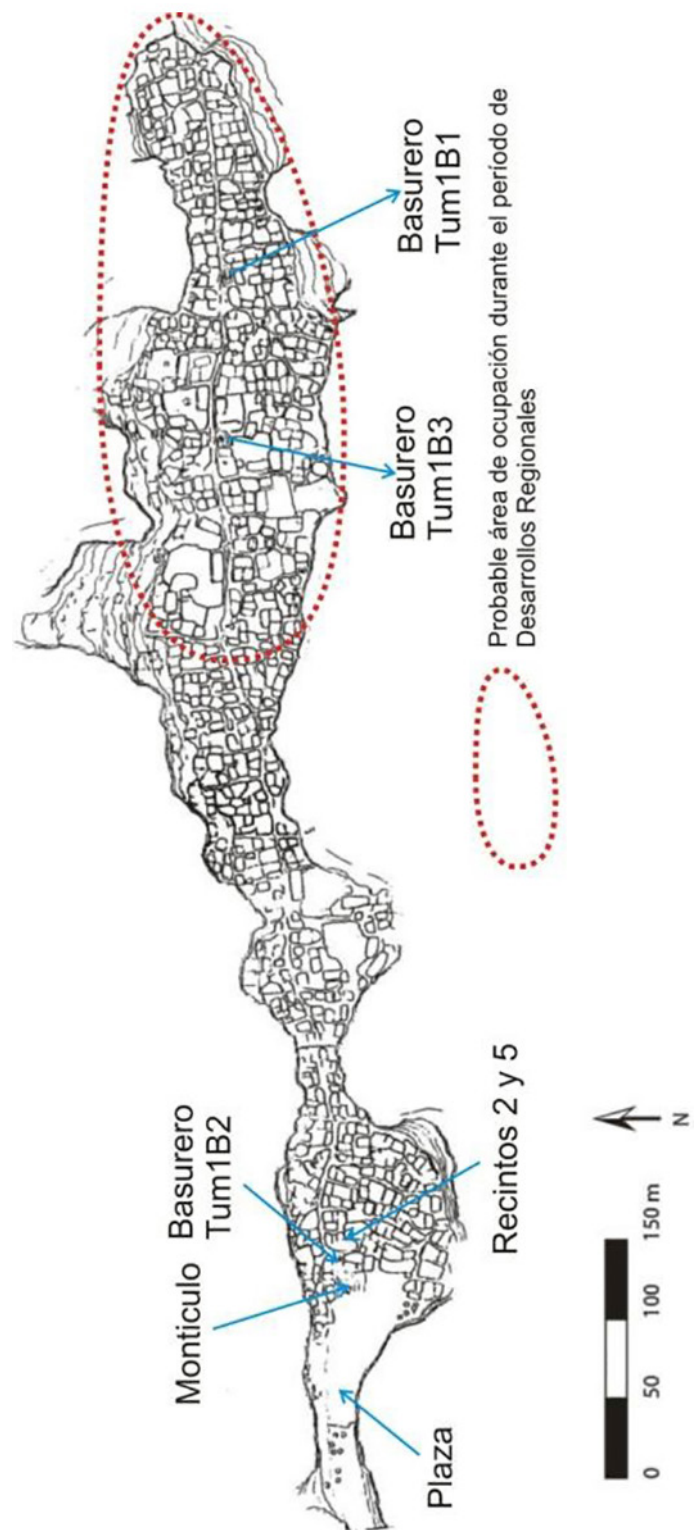 Plaza
Monticulo
Basurero
Tum1B2
Recintos 2 y 5
Basurero
Tum1B3
Basurero
Tum1B1
Probable área de ocupación durante el período de
Desarrollos Regionales
0 50 100 150 m
N